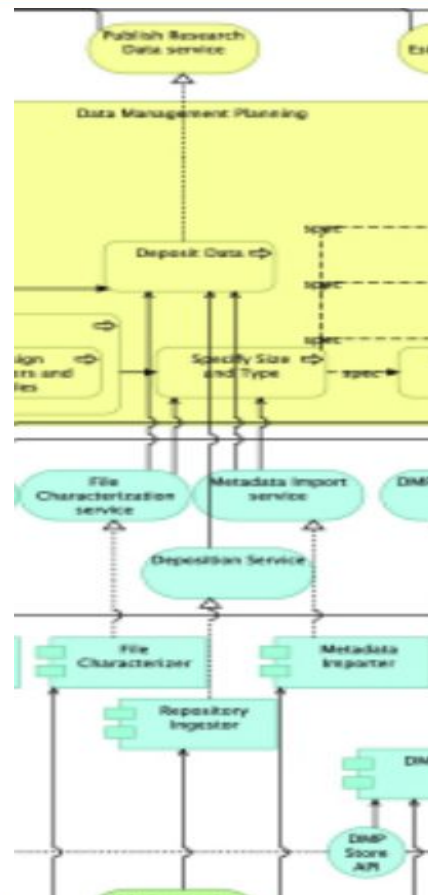 Publish Research
Data service
Data Management Planning
spec
Deposit Data
spec
spec
Specify Size
and Type
spec
File
Characterization
service
Metadata Import
service
Deposition Service
File
Characterizer
Metadata
Importer
Repository
Ingestor
DMP
Store
API